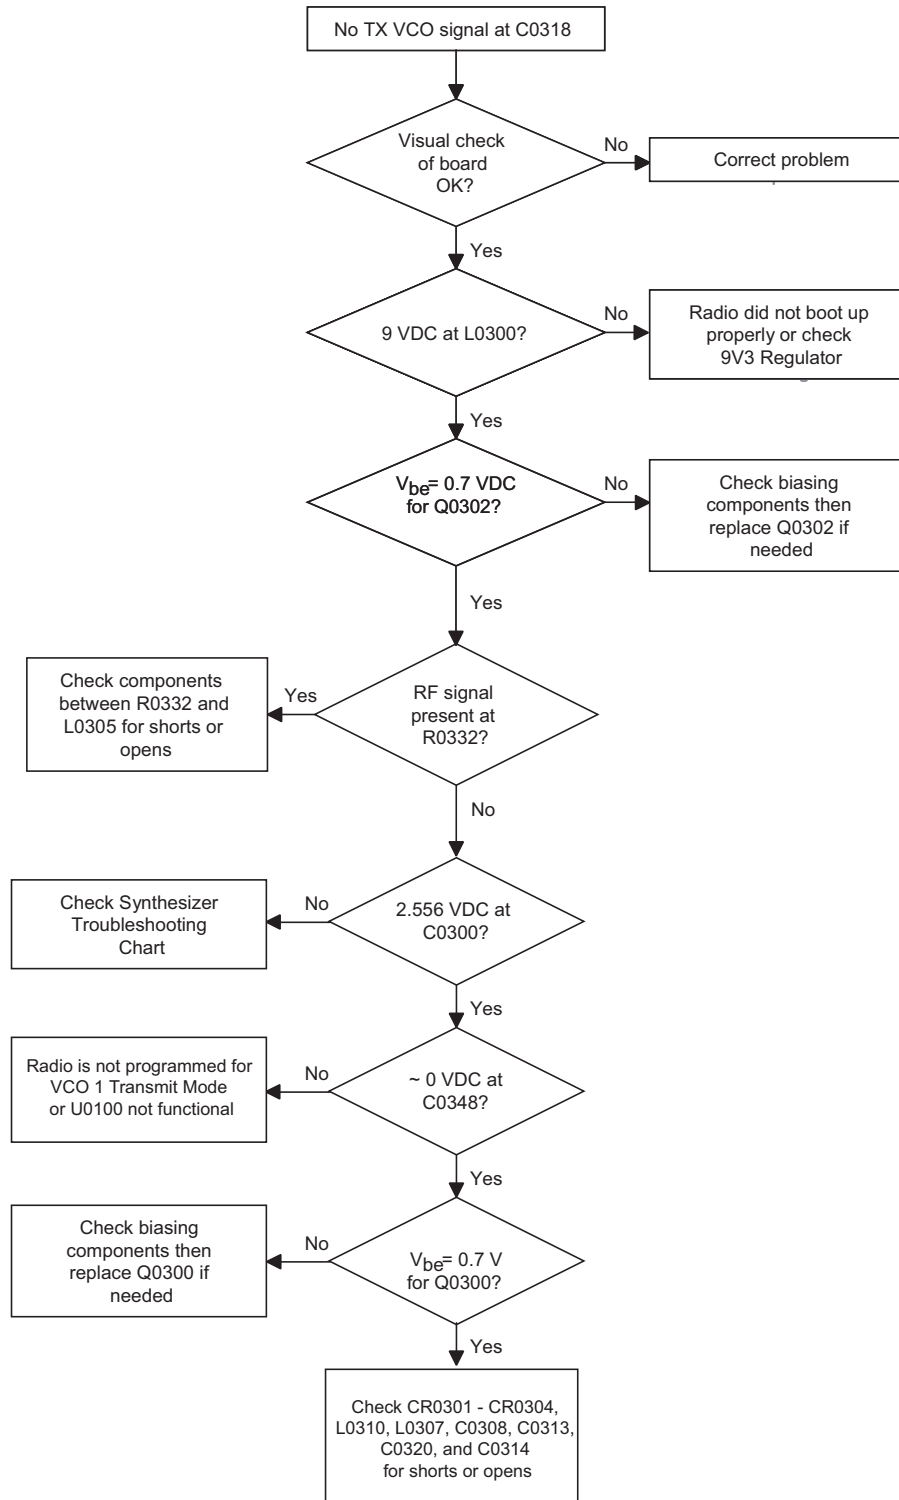 No TX VCO signal at C0318
Visual check
of board
OK?
No
Correct problem
Yes
9 VDC at L0300?
No
Radio did not boot up
properly or check
9V3 Regulator
Yes
Vbe= 0.7 VDC
for Q0302?
No
Check biasing
components then
replace Q0302 if
needed
Yes
RF signal
present at
R0332?
Yes
Check components
between R0332 and
L0305 for shorts or
opens
No
2.556 VDC at
C0300?
No
Check Synthesizer
Troubleshooting
Chart
Yes
~ 0 VDC at
C0348?
No
Radio is not programmed for
VCO 1 Transmit Mode
or U0100 not functional
Yes
Vbe= 0.7 V
for Q0300?
No
Check biasing
components then
replace Q0300 if
needed
Yes
Check CR0301 - CR0304,
L0310, L0307, C0308, C0313,
C0320, and C0314
for shorts or opens